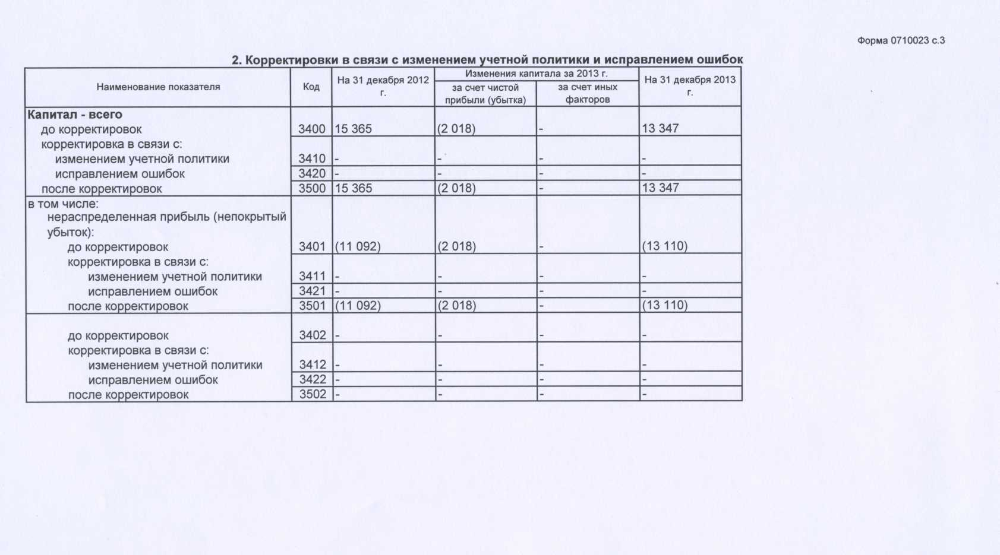 Форма 0710023 с.3
2. Корректировки в связи с изменением учетной политики и исправлением ошибок
Наименование показателя
Код
На 31 декабря 2012
г.
Изменения капитала за 2013 г.
за счет чистой
прибыли (убытка)
за счет иных
факторов
На 31 декабря 2013
г.
Капитал - всего
до корректировок 3400 15 365 (2 018) - 13 347
корректировка в связи с:
изменением учетной политики 3410 - - - -
исправлением ошибок 3420 - - - -
после корректировок 3500 15 365 (2 018) - 13 347
в том числе:
нераспределенная прибыль (непокрытый
убыток):
до корректировок 3401 (11 092) (2 018) - (13 110)
корректировка в связи с:
изменением учетной политики 3411 - - - -
исправлением ошибок 3421 - - - -
после корректировок 3501 (11 092) (2 018) - (13 110)
до корректировок 3402 - - - -
корректировка в связи с:
изменением учетной политики 3412 - - - -
исправлением ошибок 3422 - - - -
после корректировок 3502 - - - -